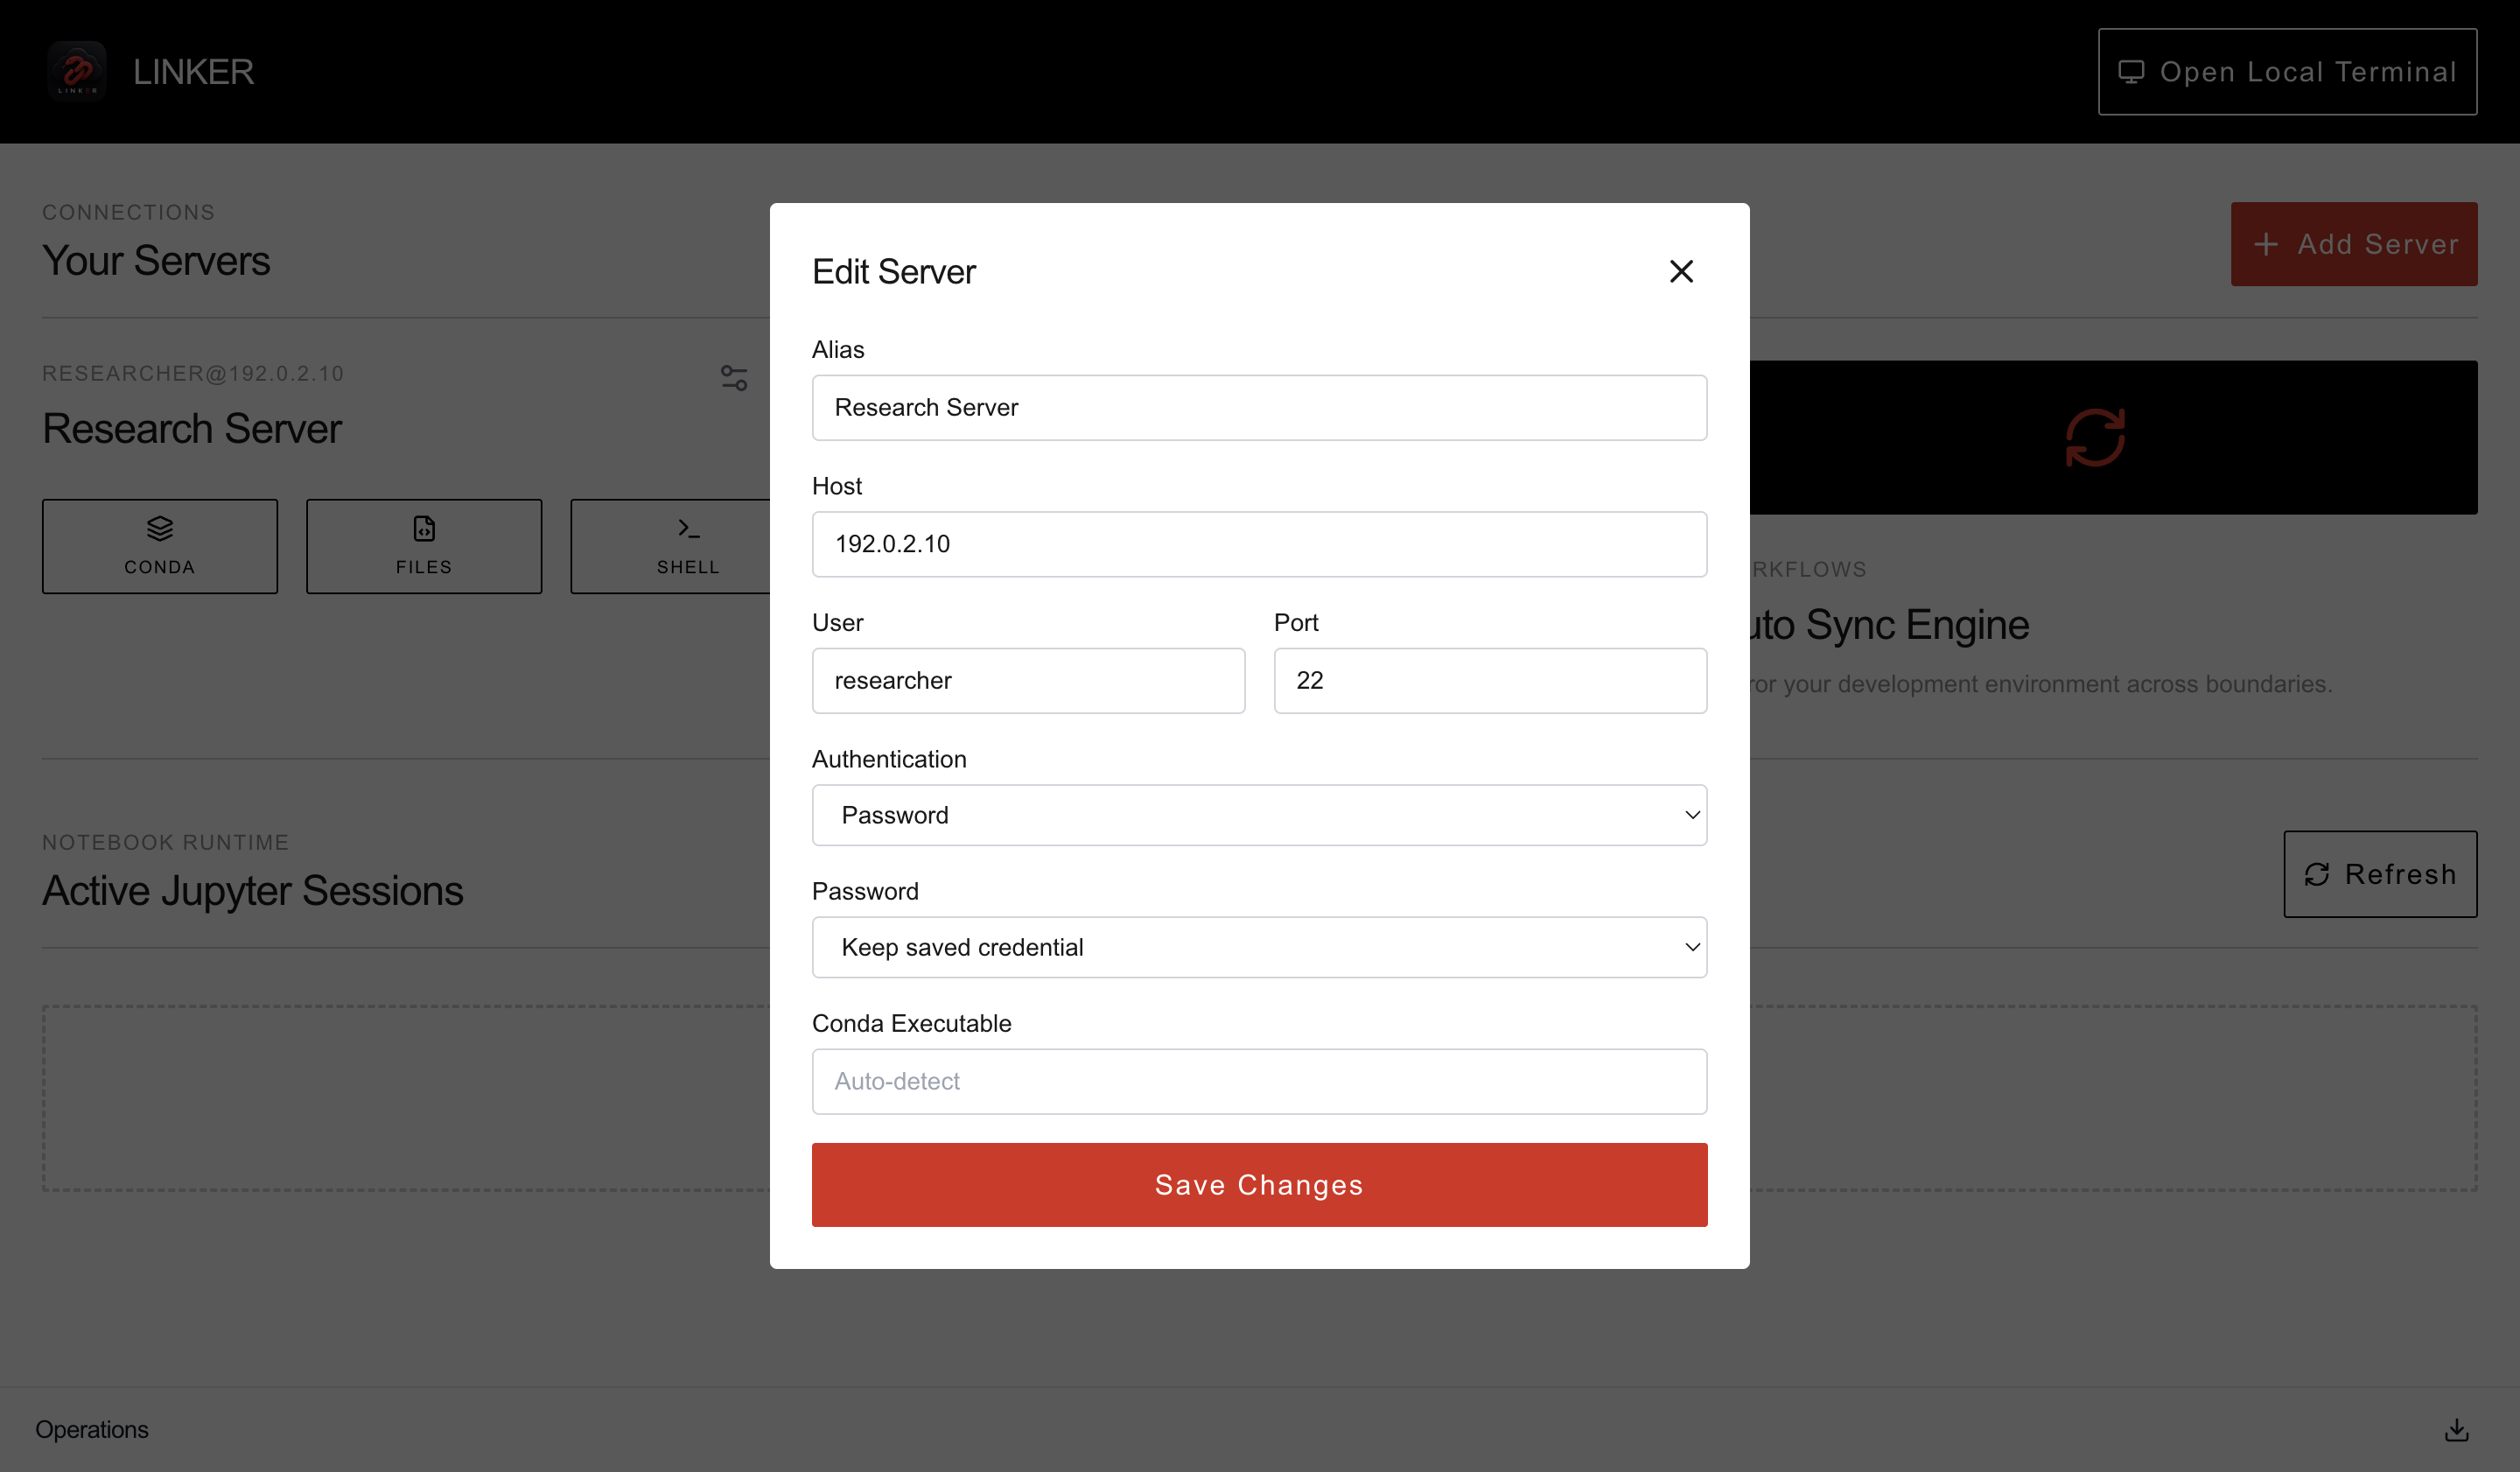 LINKER
LINKER
Open Local Terminal
CONNECTIONS
Your Servers
Add Server
RESEARCHER@192.0.2.10
Research Server
CONDA
FILES
SHELL
Edit Server
Alias
Research Server
Host
192.0.2.10
User
Port
researcher
22
Authentication
Password
Password
Keep saved credential
Conda Executable
Auto-detect
Save Changes
RKFLOWS
uto Sync Engine
ror your development environment across boundaries.
NOTEBOOK RUNTIME
Active Jupyter Sessions
Refresh
Operations